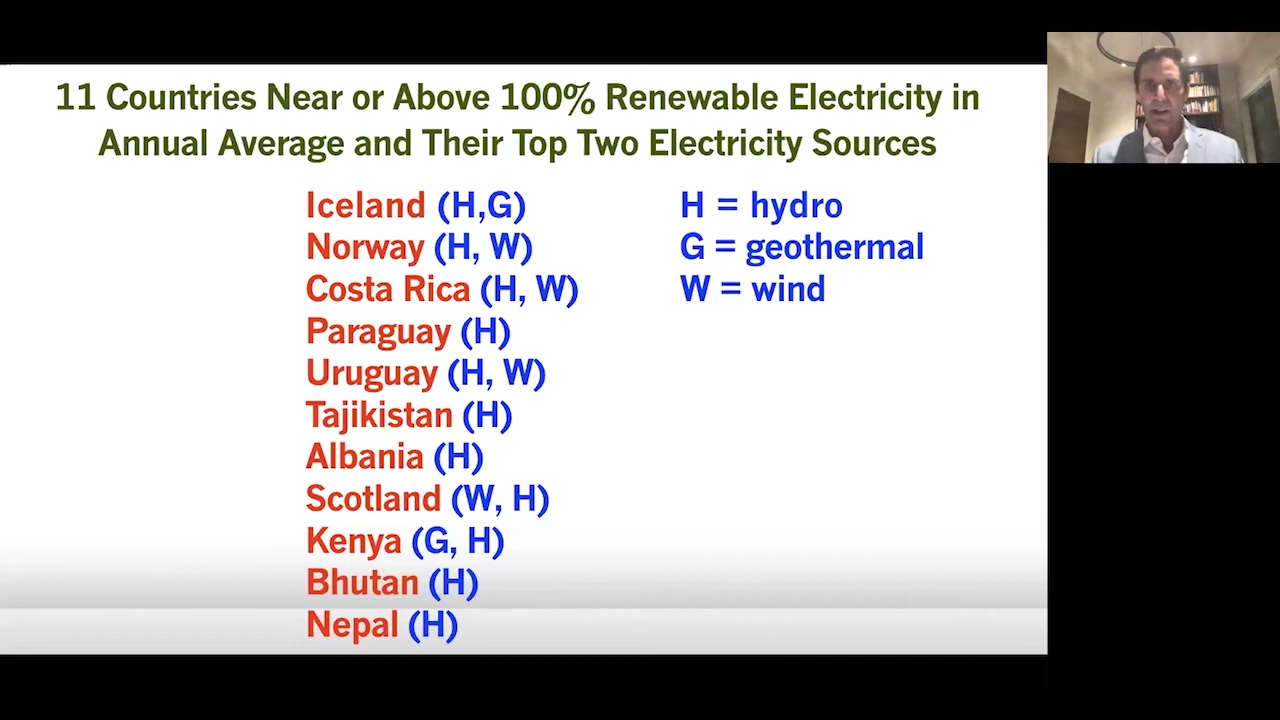 11 Countries Near or Above 100% Renewable Electricity in
Annual Average and Their Top Two Electricity Sources
Iceland (H,G)
Norway (H, W)
Costa Rica (H, W)
Paraguay (H)
Uruguay (H, W)
Tajikistan (H)
Albania (H)
Scotland (W, H)
Kenya (G, H)
Bhutan (H)
Nepal (H)
H = hydro
G = geothermal
W = wind